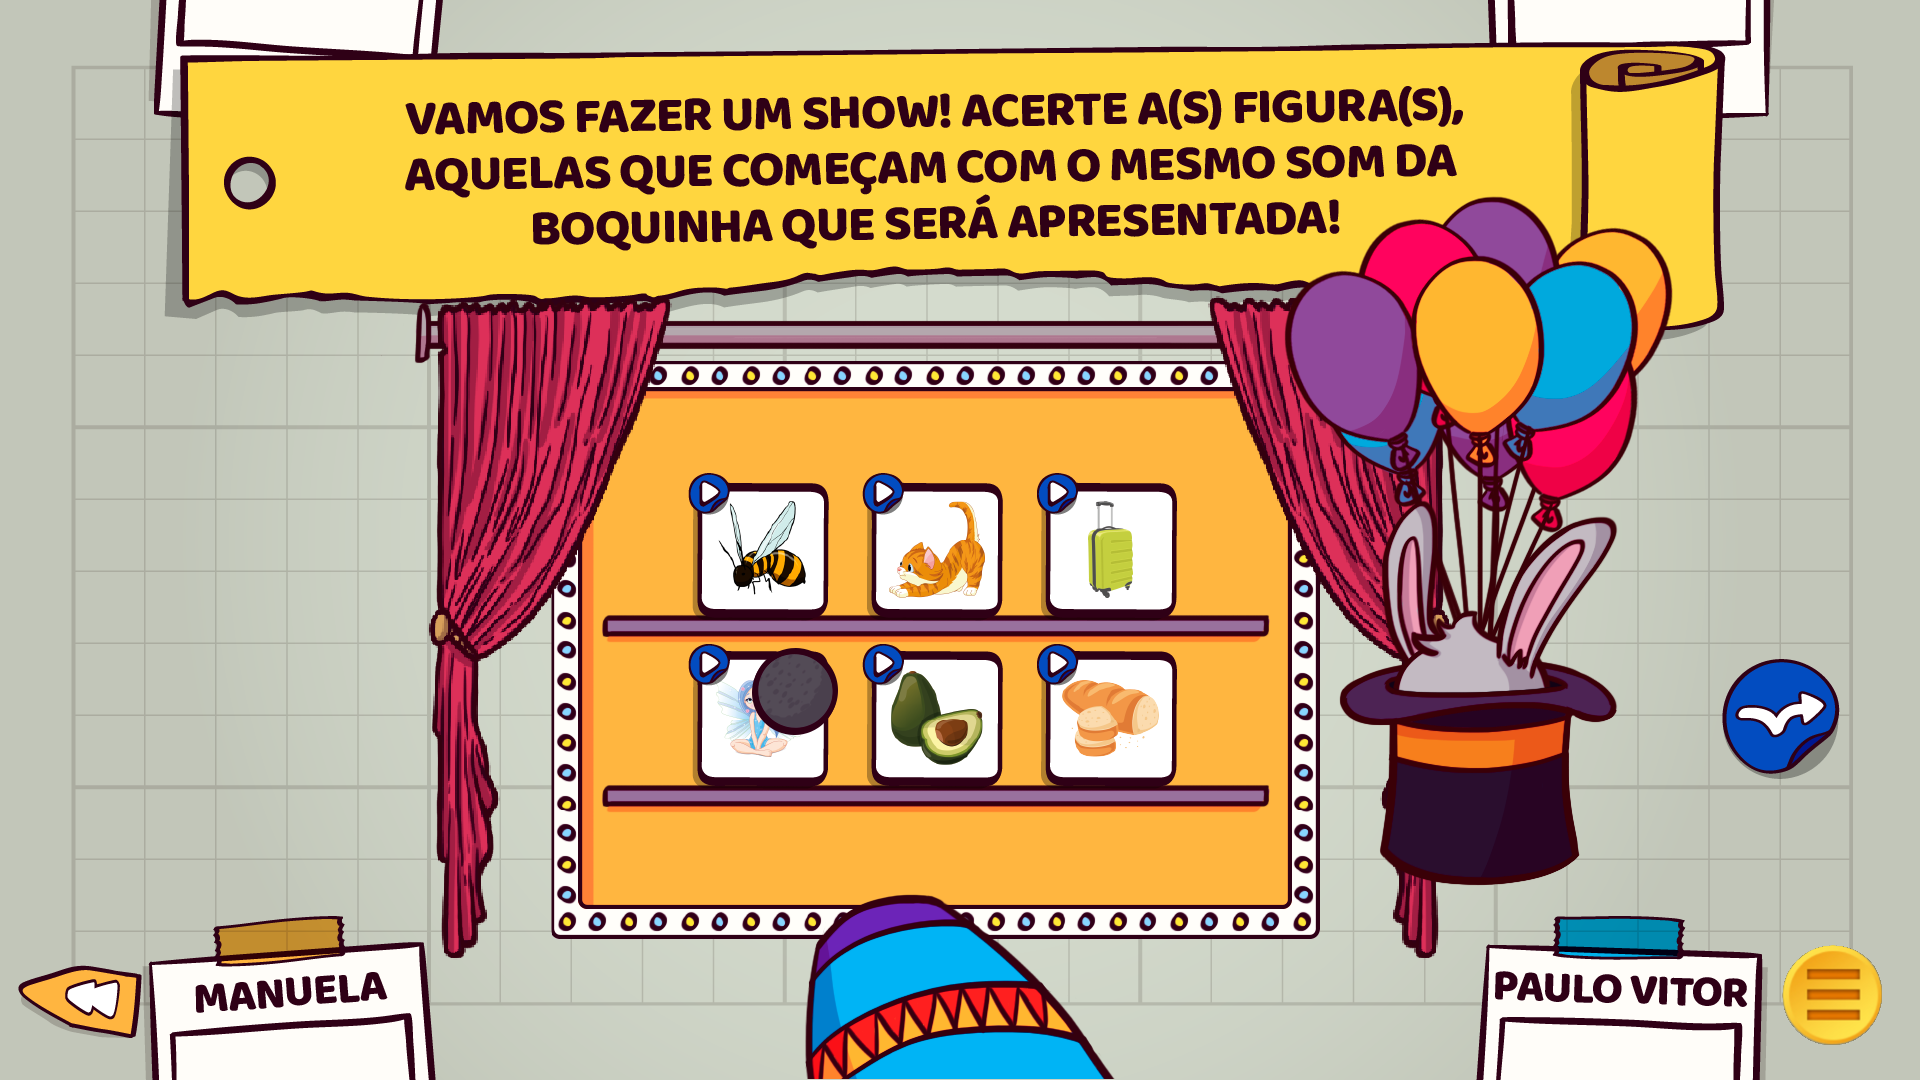 VAMOS FAZER UM SHOW! ACERTE A(S) FIGURA(S),
AQUELAS QUE COMEÇAM COM O MESMO SOM DA
BOQUINHA QUE SERÁ APRESENTADA!
MANUELA
PAULO VITOR